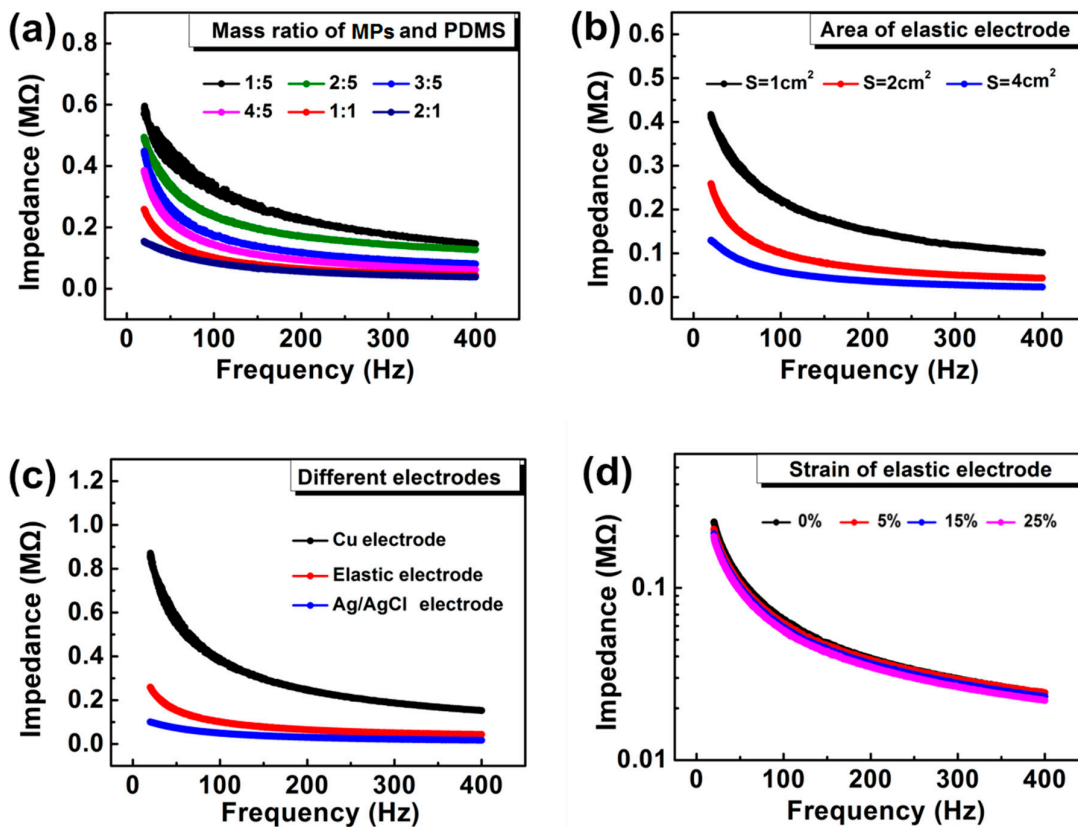 (a)
Mass ratio of MPs and PDMS
1:5 2:5 3:5
4:5 1:1 2:1
Impedance (MΩ)
0.8
0.6
0.4
0.2
0.0
0 100 200 300 400
Frequency (Hz)
(b)
Area of elastic electrode
S=1cm² S=2cm² S=4cm²
Impedance (MΩ)
0.6
0.5
0.4
0.3
0.2
0.1
0.0
0 100 200 300 400
Frequency (Hz)
(c)
Different electrodes
Cu electrode
Elastic electrode
Ag/AgCl electrode
Impedance (MΩ)
1.2
1.0
0.8
0.6
0.4
0.2
0.0
0 100 200 300 400
Frequency (Hz)
(d)
Strain of elastic electrode
0% 5% 15% 25%
Impedance (MΩ)
0.1
0.01
0 100 200 300 400
Frequency (Hz)